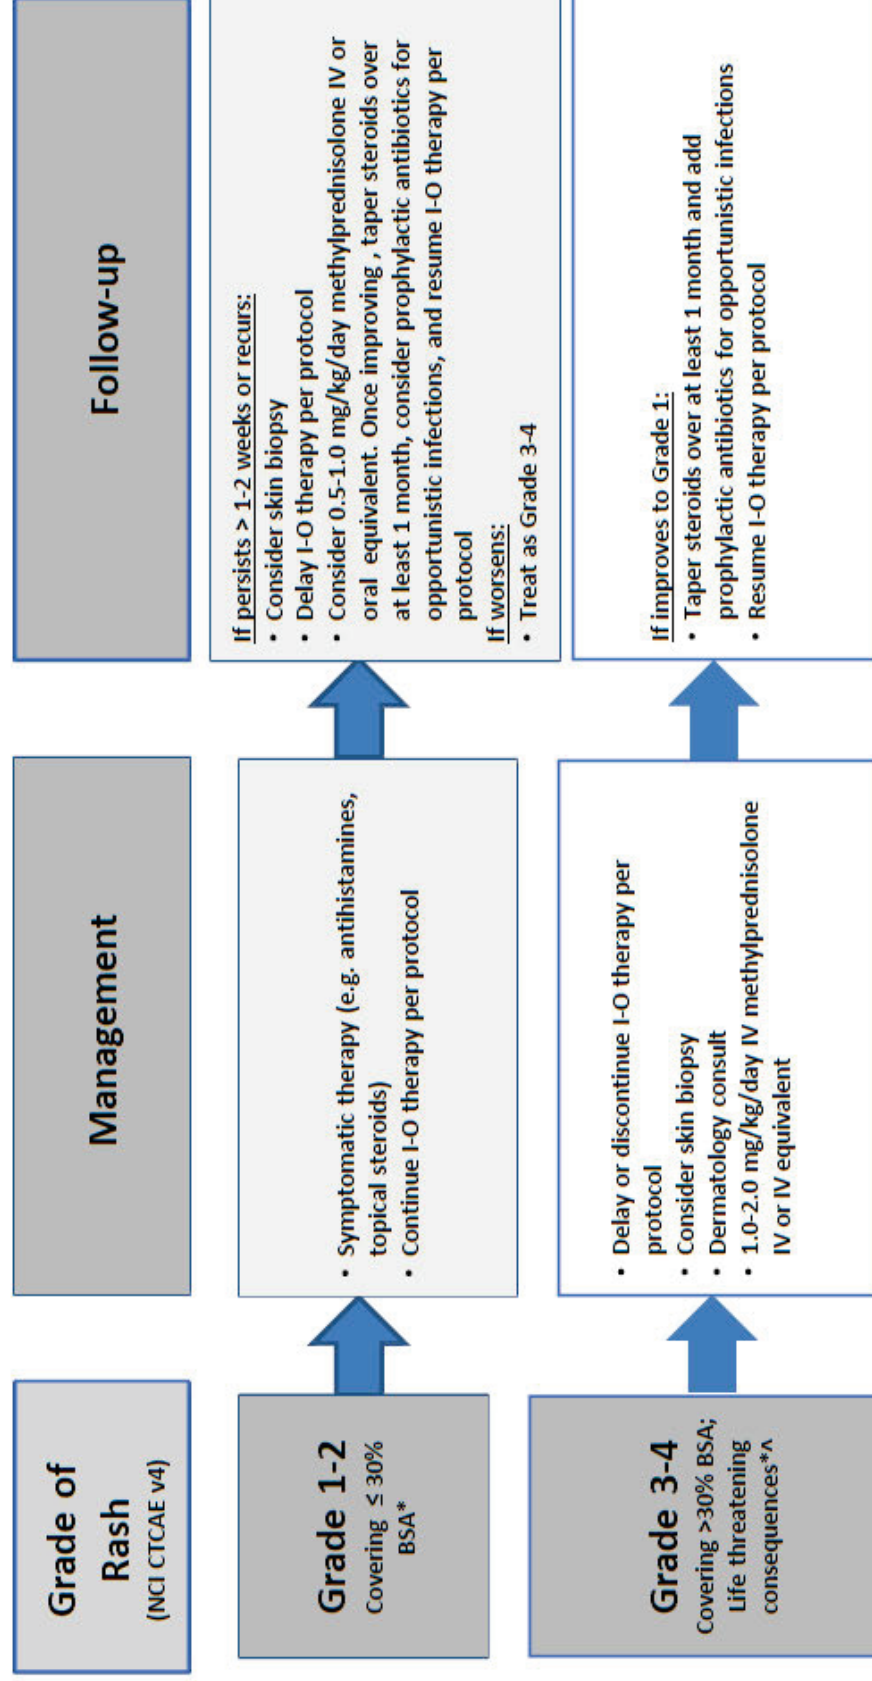 Grade of
Rash
(NCI CTCAE v4)
Management
Follow-up
Grade 1-2
Covering ≤ 30%
BSA*
• Symptomatic therapy (e.g. antihistamines,
topical steroids)
• Continue I-O therapy per protocol
If persists > 1-2 weeks or recurs:
• Consider skin biopsy
• Delay I-O therapy per protocol
• Consider 0.5-1.0 mg/kg/day methylprednisolone IV or
oral equivalent. Once improving , taper steroids over
at least 1 month, consider prophylactic antibiotics for
opportunistic infections, and resume I-O therapy per
protocol
If worsens:
• Treat as Grade 3-4
Grade 3-4
Covering >30% BSA;
Life threatening
consequences*^
• Delay or discontinue I-O therapy per
protocol
• Consider skin biopsy
• Dermatology consult
• 1.0-2.0 mg/kg/day IV methylprednisolone
IV or IV equivalent
If improves to Grade 1:
• Taper steroids over at least 1 month and add
prophylactic antibiotics for opportunistic infections
• Resume I-O therapy per protocol